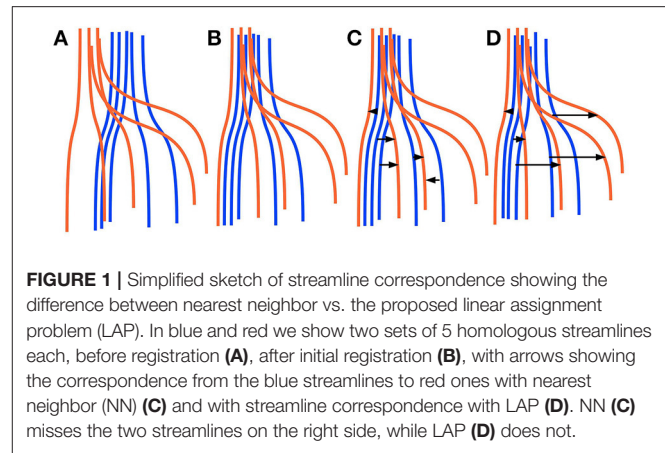 A B C D
FIGURE 1 | Simplified sketch of streamline correspondence showing the
difference between nearest neighbor vs. the proposed linear assignment
problem (LAP). In blue and red we show two sets of 5 homologous streamlines
each, before registration (A), after initial registration (B), with arrows showing
the correspondence from the blue streamlines to red ones with nearest
neighbor (NN) (C) and with streamline correspondence with LAP (D). NN (C)
misses the two streamlines on the right side, while LAP (D) does not.